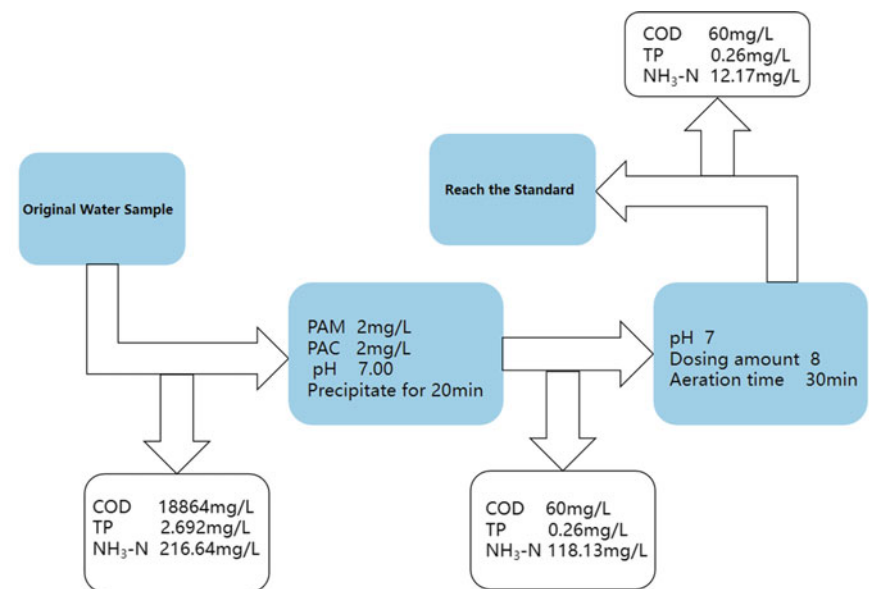 Original Water Sample
COD 18864mg/L
TP 2.692mg/L
NH₃-N 216.64mg/L
PAM 2mg/L
PAC 2mg/L
pH 7.00
Precipitate for 20min
COD 60mg/L
TP 0.26mg/L
NH₃-N 118.13mg/L
pH 7
Dosing amount 8
Aeration time 30min
COD 60mg/L
TP 0.26mg/L
NH₃-N 12.17mg/L
Reach the Standard